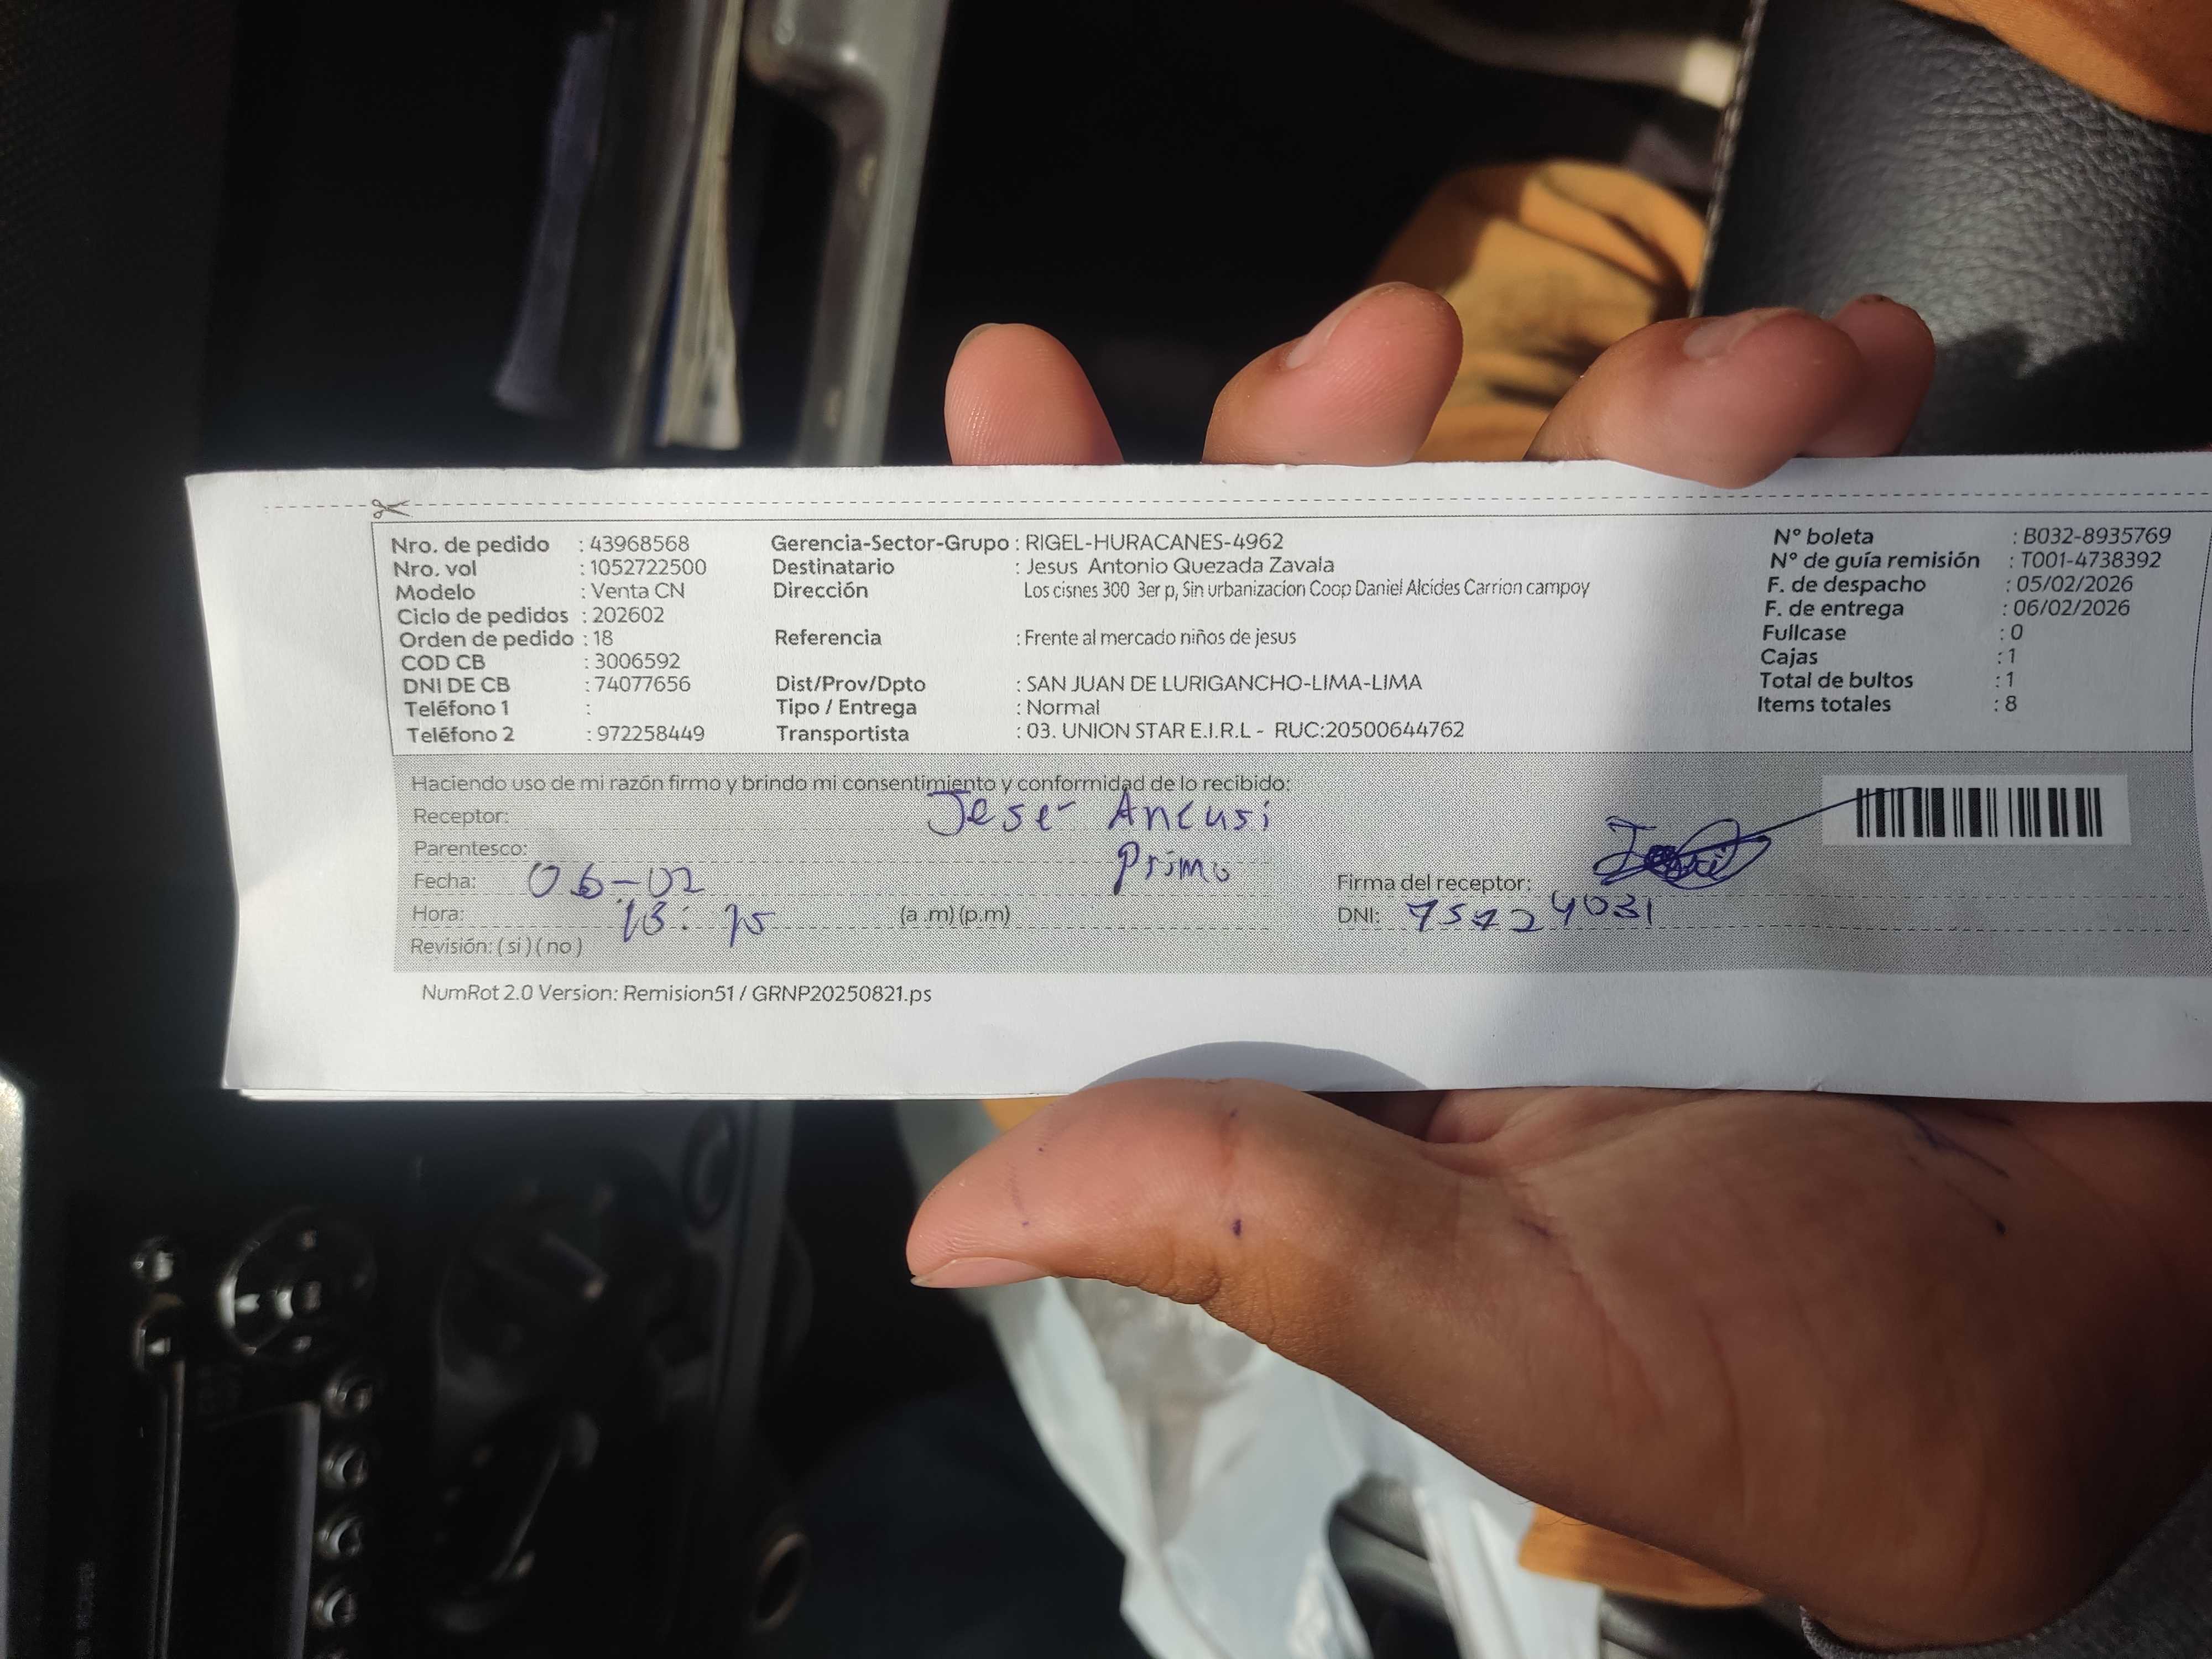 Nro. de pedido : 43968568 Gerencia-Sector-Grupo : RIGEL-HURACANES-4962 N° boleta : B032-8935769
Nro. vol : 1052722500 Destinatario : Jesus Antonio Quezada Zavala N° de guía remisión : T001-4738392
Modelo : Venta CN Dirección Los cisnes 300 3er p, Sin urbanizacion Coop Daniel Alcides Carrion campoy F. de despacho : 05/02/2026
Ciclo de pedidos : 202602 F. de entrega : 06/02/2026
Orden de pedido : 18 Referencia : Frente al mercado niños de jesus Fullcase : 0
COD CB : 3006592 Cajas : 1
DNI DE CB : 74077656 Dist/Prov/Dpto : SAN JUAN DE LURIGANCHO-LIMA-LIMA Total de bultos : 1
Teléfono 1 : Tipo / Entrega : Normal Items totales : 8
Teléfono 2 : 972258449 Transportista : 03. UNION STAR E.I.R.L - RUC:20500644762
Haciendo uso de mi razón firmo y brindo mi consentimiento y conformidad de lo recibido:
Receptor: Ancusi
Parentesco: Primo
Fecha: 06-02 Firma del receptor:
Hora: (a .m) (p.m) DNI:
Revisión: ( si ) ( no )
NumRot 2.0 Version: Remision51 / GRNP20250821.ps